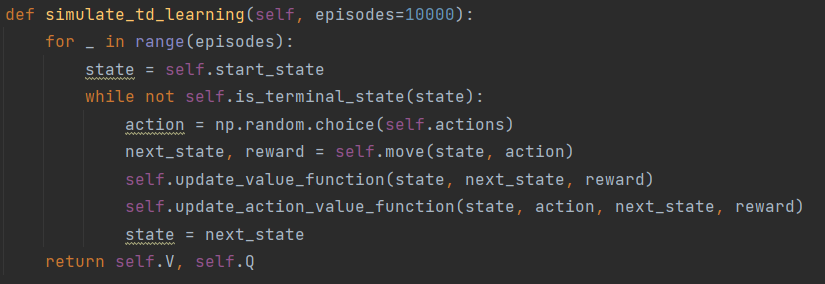 def simulate_td_learning(self, episodes=10000):
    for _ in range(episodes):
        state = self.start_state
        while not self.is_terminal_state(state):
            action = np.random.choice(self.actions)
            next_state, reward = self.move(state, action)
            self.update_value_function(state, next_state, reward)
            self.update_action_value_function(state, action, next_state, reward)
            state = next_state
    return self.V, self.Q